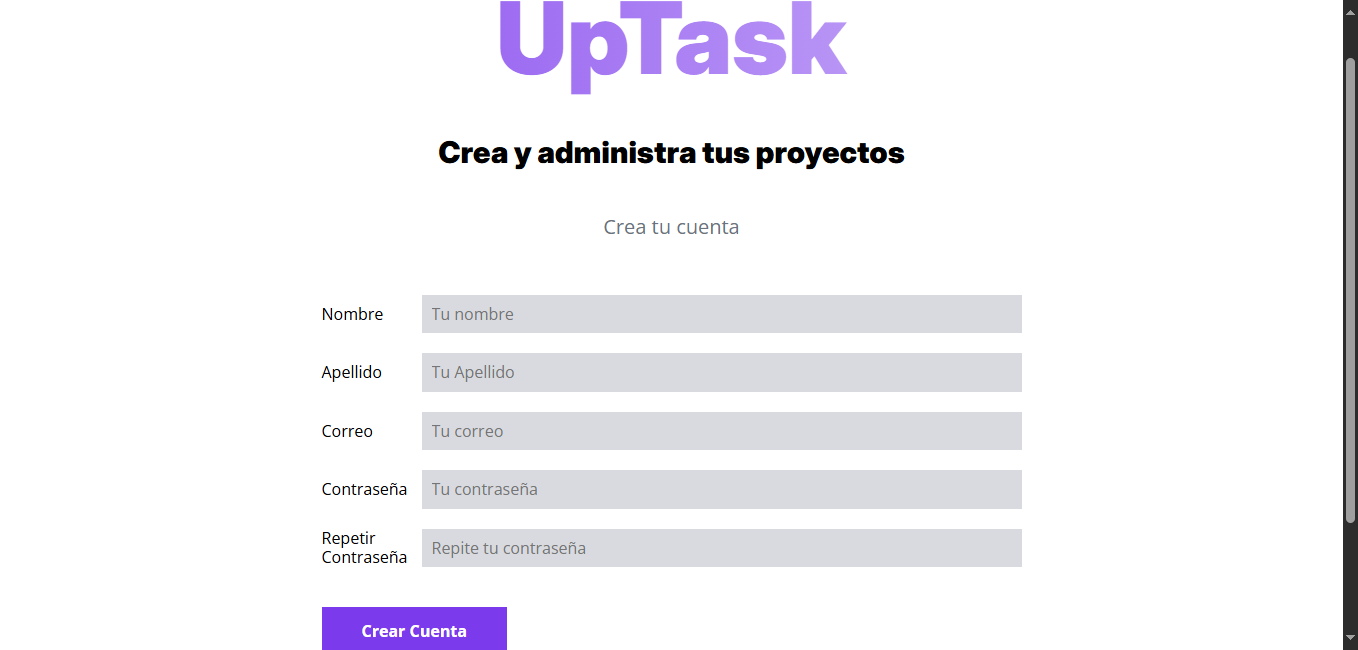 UpTask
Crea y administra tus proyectos
Crea tu cuenta
Nombre
Tu nombre
Apellido
Tu Apellido
Correo
Tu correo
Contraseña
Tu contraseña
Repetir
Contraseña
Repite tu contraseña
Crear Cuenta